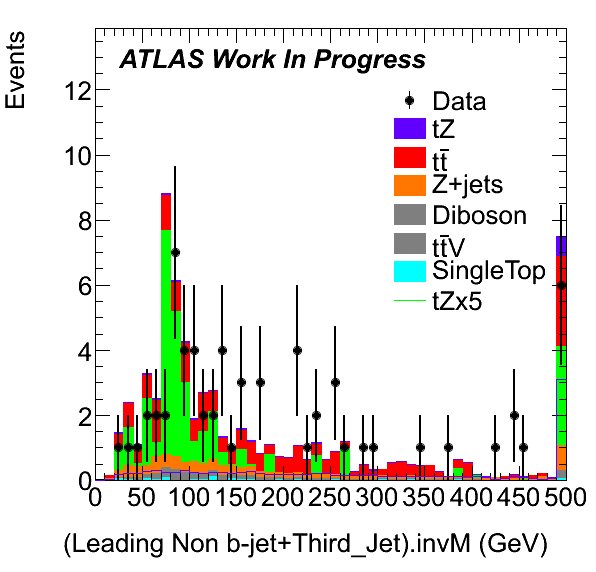 Events
ATLAS Work In Progress
Data
tZ
tt̄
Z+jets
Diboson
tt̄V
SingleTop
tZx5
12
10
8
6
4
2
0
0 50 100 150 200 250 300 350 400 450 500
(Leading Non b-jet+Third_Jet).invM (GeV)